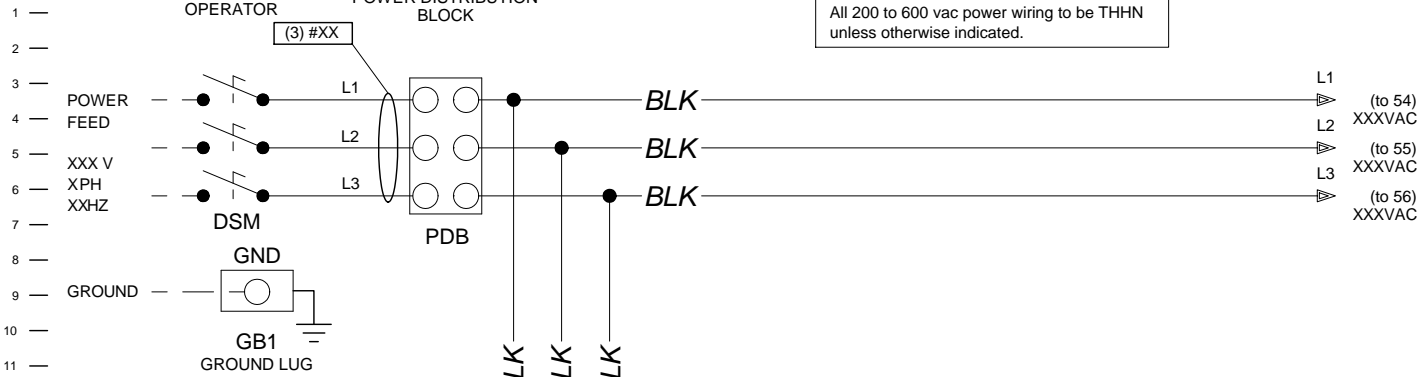 1
OPERATOR
POWER DISTRIBUTION
BLOCK
All 200 to 600 vac power wiring to be THHN
unless otherwise indicated.
(3) #XX
2
3
L1
L1
POWER
FEED
BLK
(to 54)
XXXVAC
4
L2
L2
5
BLK
(to 55)
XXXVAC
XXX V
XPH
XXHZ
6
L3
L3
BLK
(to 56)
XXXVAC
7
DSM
PDB
8
GND
9
GROUND
10
GB1
GROUND LUG
11
LK
LK
LK